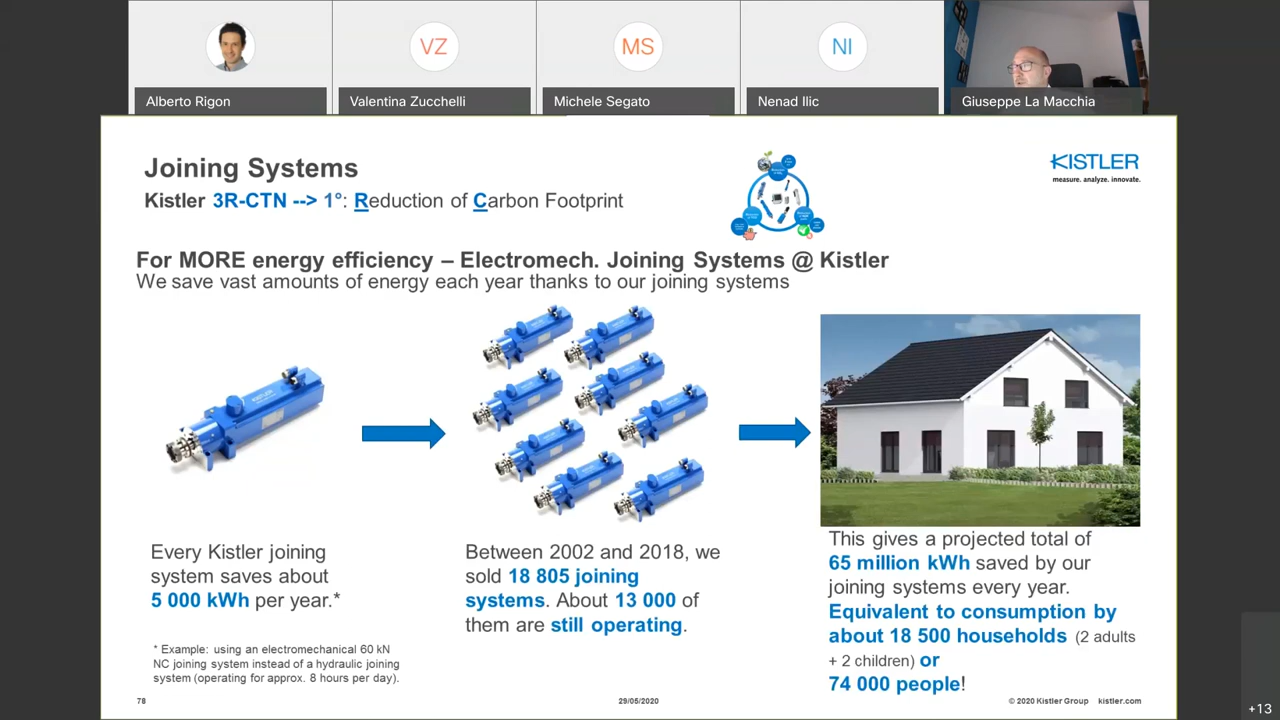 VZ
MS
NI
Alberto Rigon
Valentina Zucchelli
Michele Segato
Nenad Ilic
Giuseppe La Macchia
Joining Systems
KISTLER
measure. analyze. innovate.
Kistler 3R-CTN --> 1°: Reduction of Carbon Footprint
For MORE energy efficiency – Electromech. Joining Systems @ Kistler
We save vast amounts of energy each year thanks to our joining systems
Every Kistler joining
system saves about
5 000 kWh per year.*
* Example: using an electromechanical 60 kN
NC joining system instead of a hydraulic joining
system (operating for approx. 8 hours per day).
Between 2002 and 2018, we
sold 18 805 joining
systems. About 13 000 of
them are still operating.
This gives a projected total of
65 million kWh saved by our
joining systems every year.
Equivalent to consumption by
about 18 500 households (2 adults
+ 2 children) or
74 000 people!
78
29/05/2020
© 2020 Kistler Group
kistler.com
+13